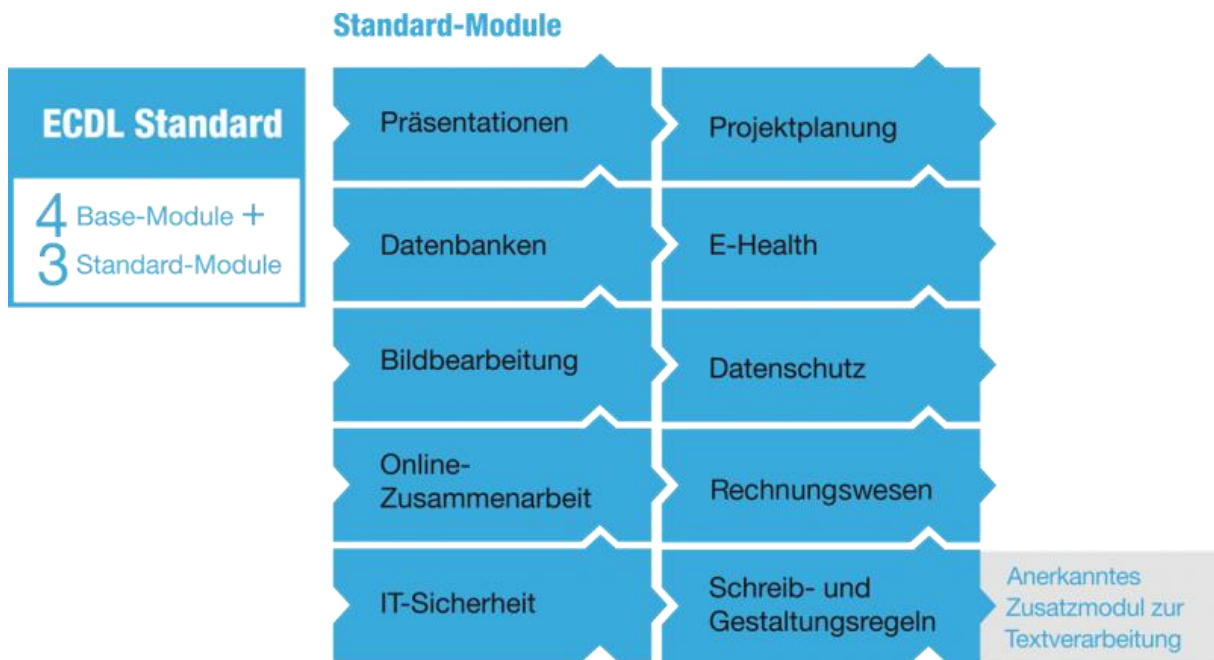 Standard-Module
ECDL Standard
4 Base-Module +
3 Standard-Module
Präsentationen
Projektplanung
Datenbanken
E-Health
Bildbearbeitung
Datenschutz
Online-
Zusammenarbeit
Rechnungswesen
IT-Sicherheit
Schreib- und
Gestaltungsregeln
Anerkanntes
Zusatzmodul zur
Textverarbeitung